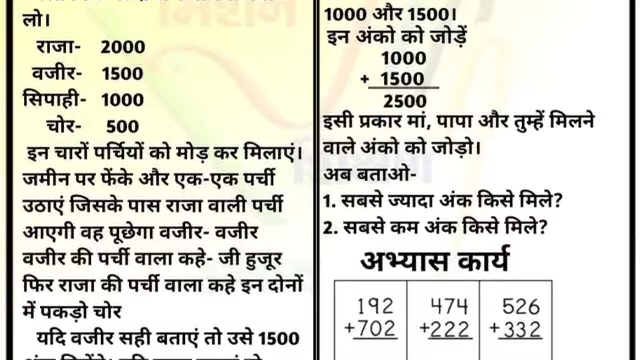 लो।
राजा- 2000
वजीर- 1500
सिपाही- 1000
चोर- 500
इन चारों पर्चियों को मोड़ कर मिलाएं।
जमीन पर फेंके और एक-एक पर्ची
उठाएं जिसके पास राजा वाली पर्ची
आएगी वह पूछेगा वजीर- वजीर
वजीर की पर्ची वाला कहे- जी हुजूर
फिर राजा की पर्ची वाला कहे इन दोनों
में पकड़ो चोर
यदि वजीर सही बताएं तो उसे 1500
1000 और 1500।
इन अंको को जोड़ें
1000
+ 1500
2500
इसी प्रकार मां, पापा और तुम्हें मिलने
वाले अंको को जोड़ो।
अब बताओ-
1. सबसे ज्यादा अंक किसे मिले?
2. सबसे कम अंक किसे मिले?
अभ्यास कार्य
192 474 526
+702 +222 +332